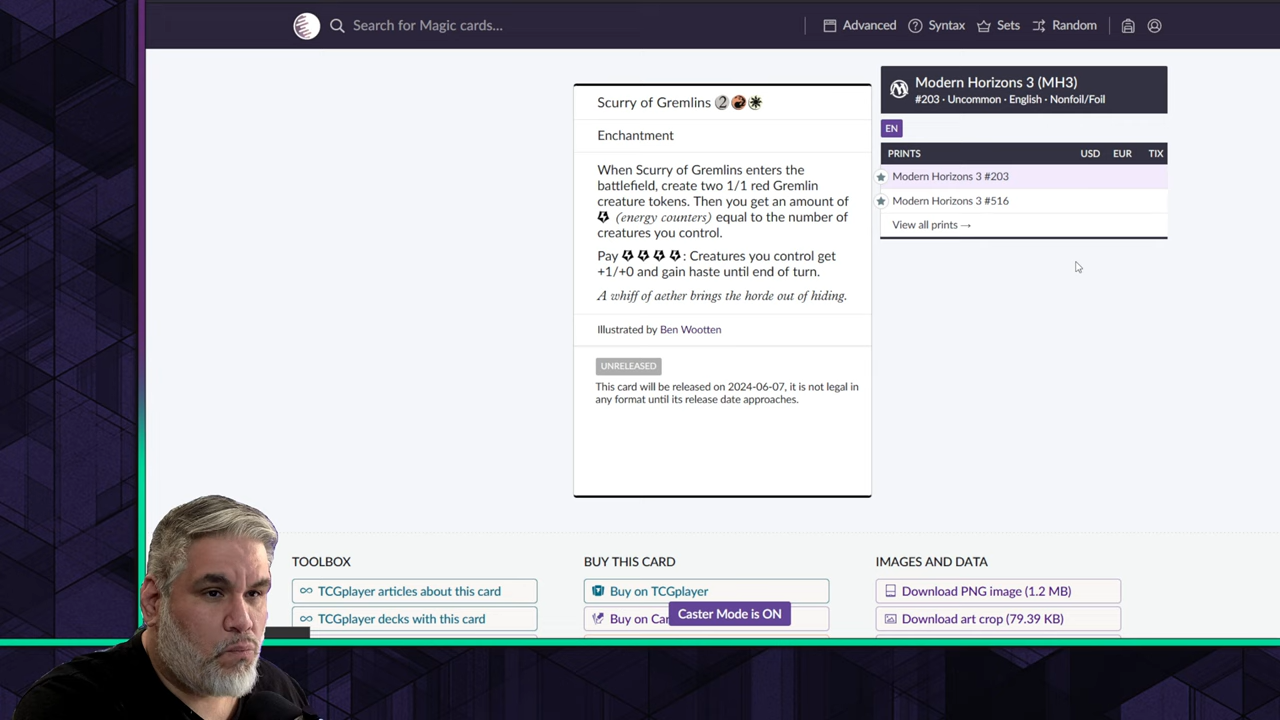 Search for Magic cards...
Advanced
Syntax
Sets
Random
Scurry of Gremlins 2
Enchantment
When Scurry of Gremlins enters the
battlefield, create two 1/1 red Gremlin
creature tokens. Then you get an amount of
(energy counters) equal to the number of
creatures you control.
Pay : Creatures you control get
+1/+0 and gain haste until end of turn.
A whiff of aether brings the horde out of hiding.
Illustrated by Ben Wootten
UNRELEASED
This card will be released on 2024-06-07, it is not legal in
any format until its release date approaches.
Modern Horizons 3 (MH3)
#203 · Uncommon · English · Nonfoil/Foil
EN
PRINTS USD EUR TIX
Modern Horizons 3 #203
Modern Horizons 3 #516
View all prints →
TOOLBOX
TCGplayer articles about this card
TCGplayer decks with this card
BUY THIS CARD
Buy on TCGplayer
Buy on Car
Caster Mode is ON
IMAGES AND DATA
Download PNG image (1.2 MB)
Download art crop (79.39 KB)